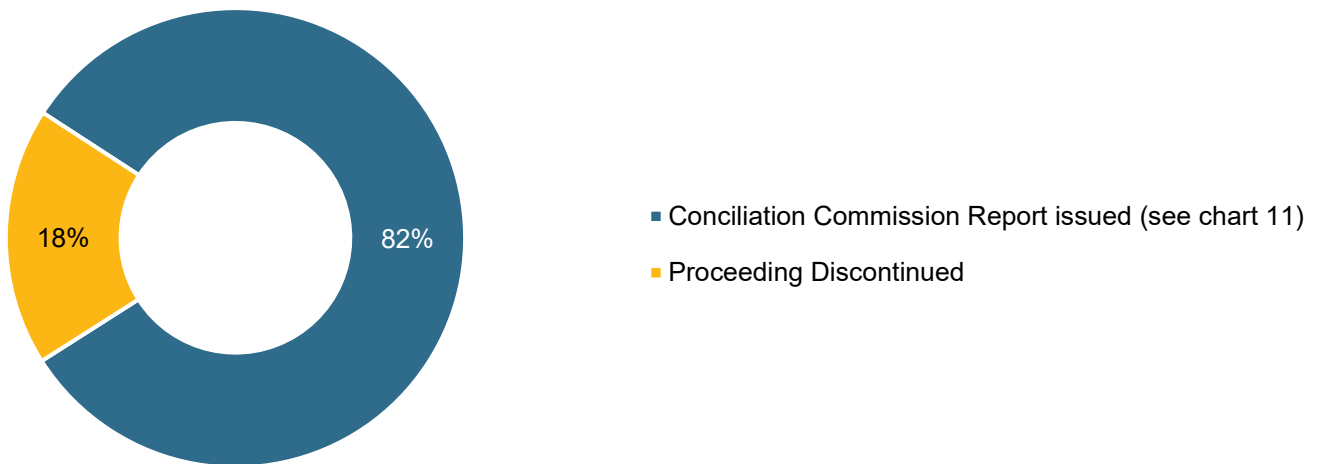 Conciliation Commission Report issued (see chart 11)
18%
82%
Proceeding Discontinued